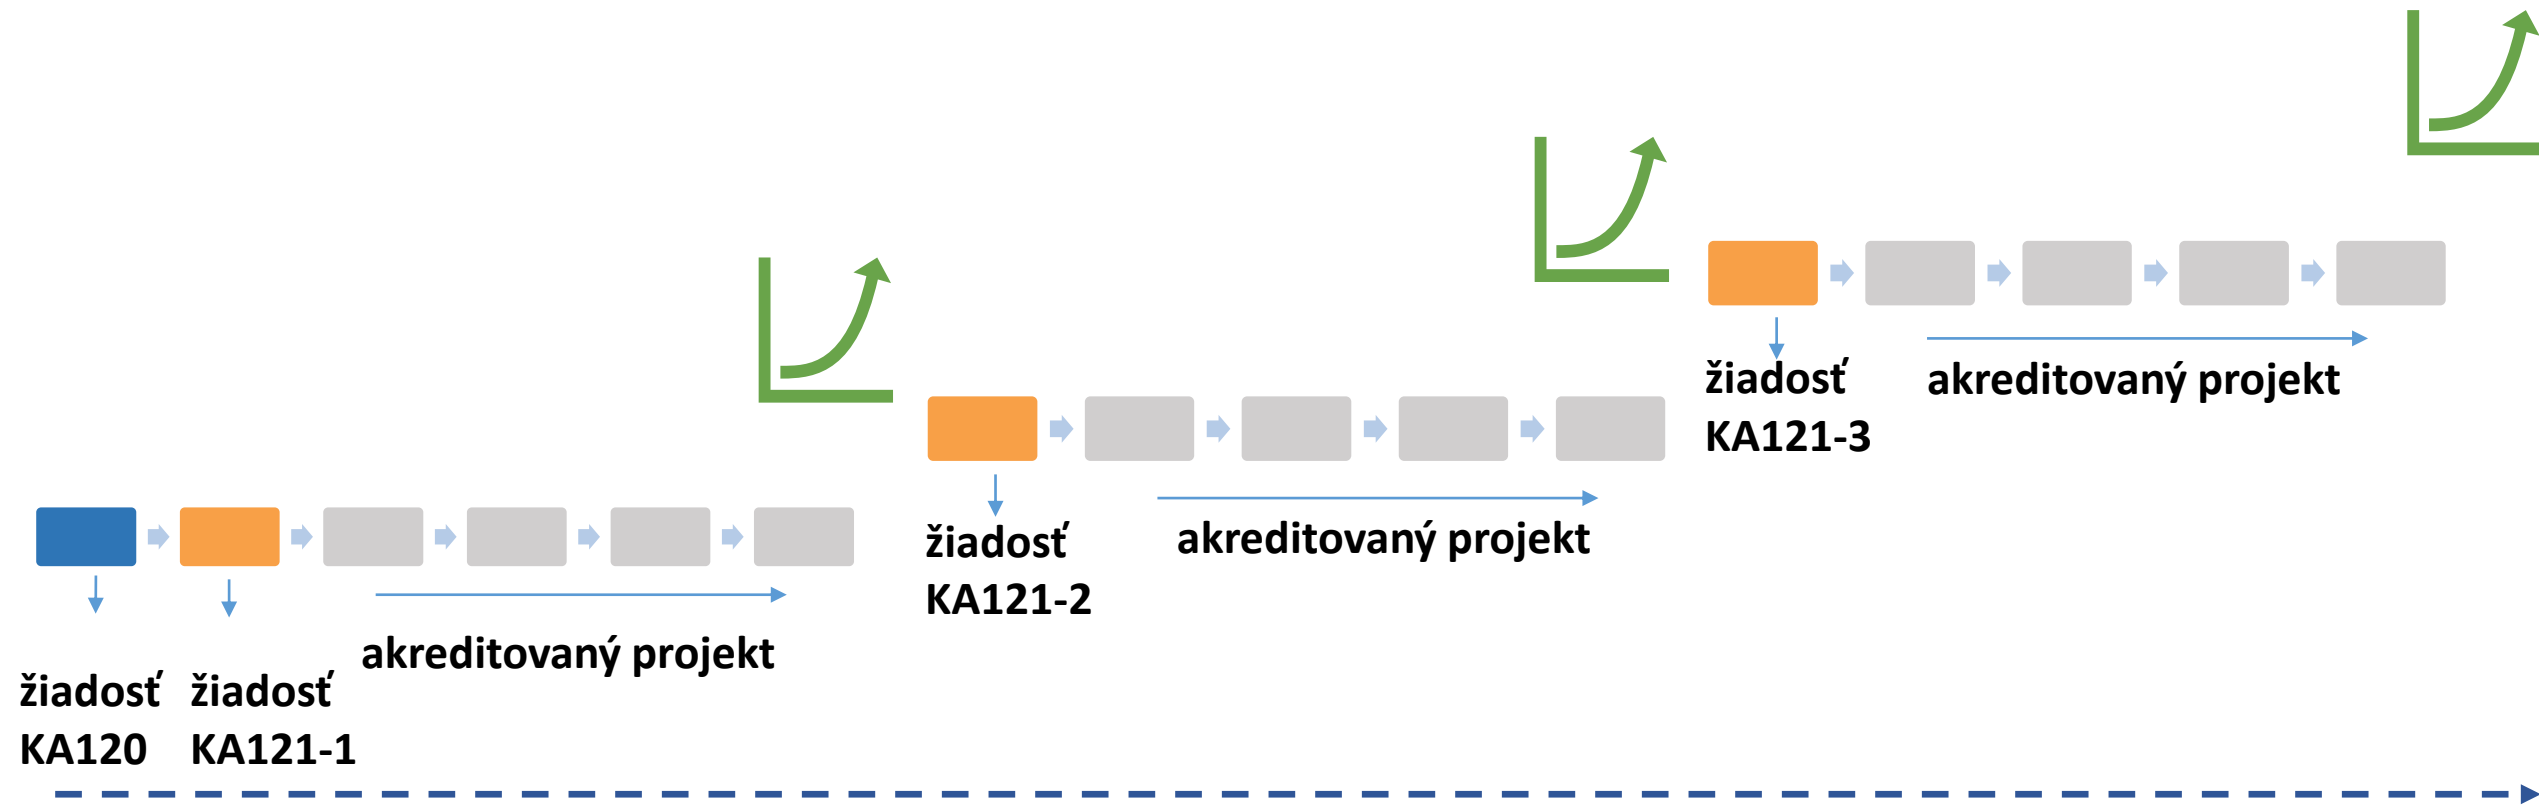 žiadosť
KA120
žiadosť
KA121-1
akreditovaný projekt
žiadosť
KA121-2
akreditovaný projekt
žiadosť
KA121-3
akreditovaný projekt